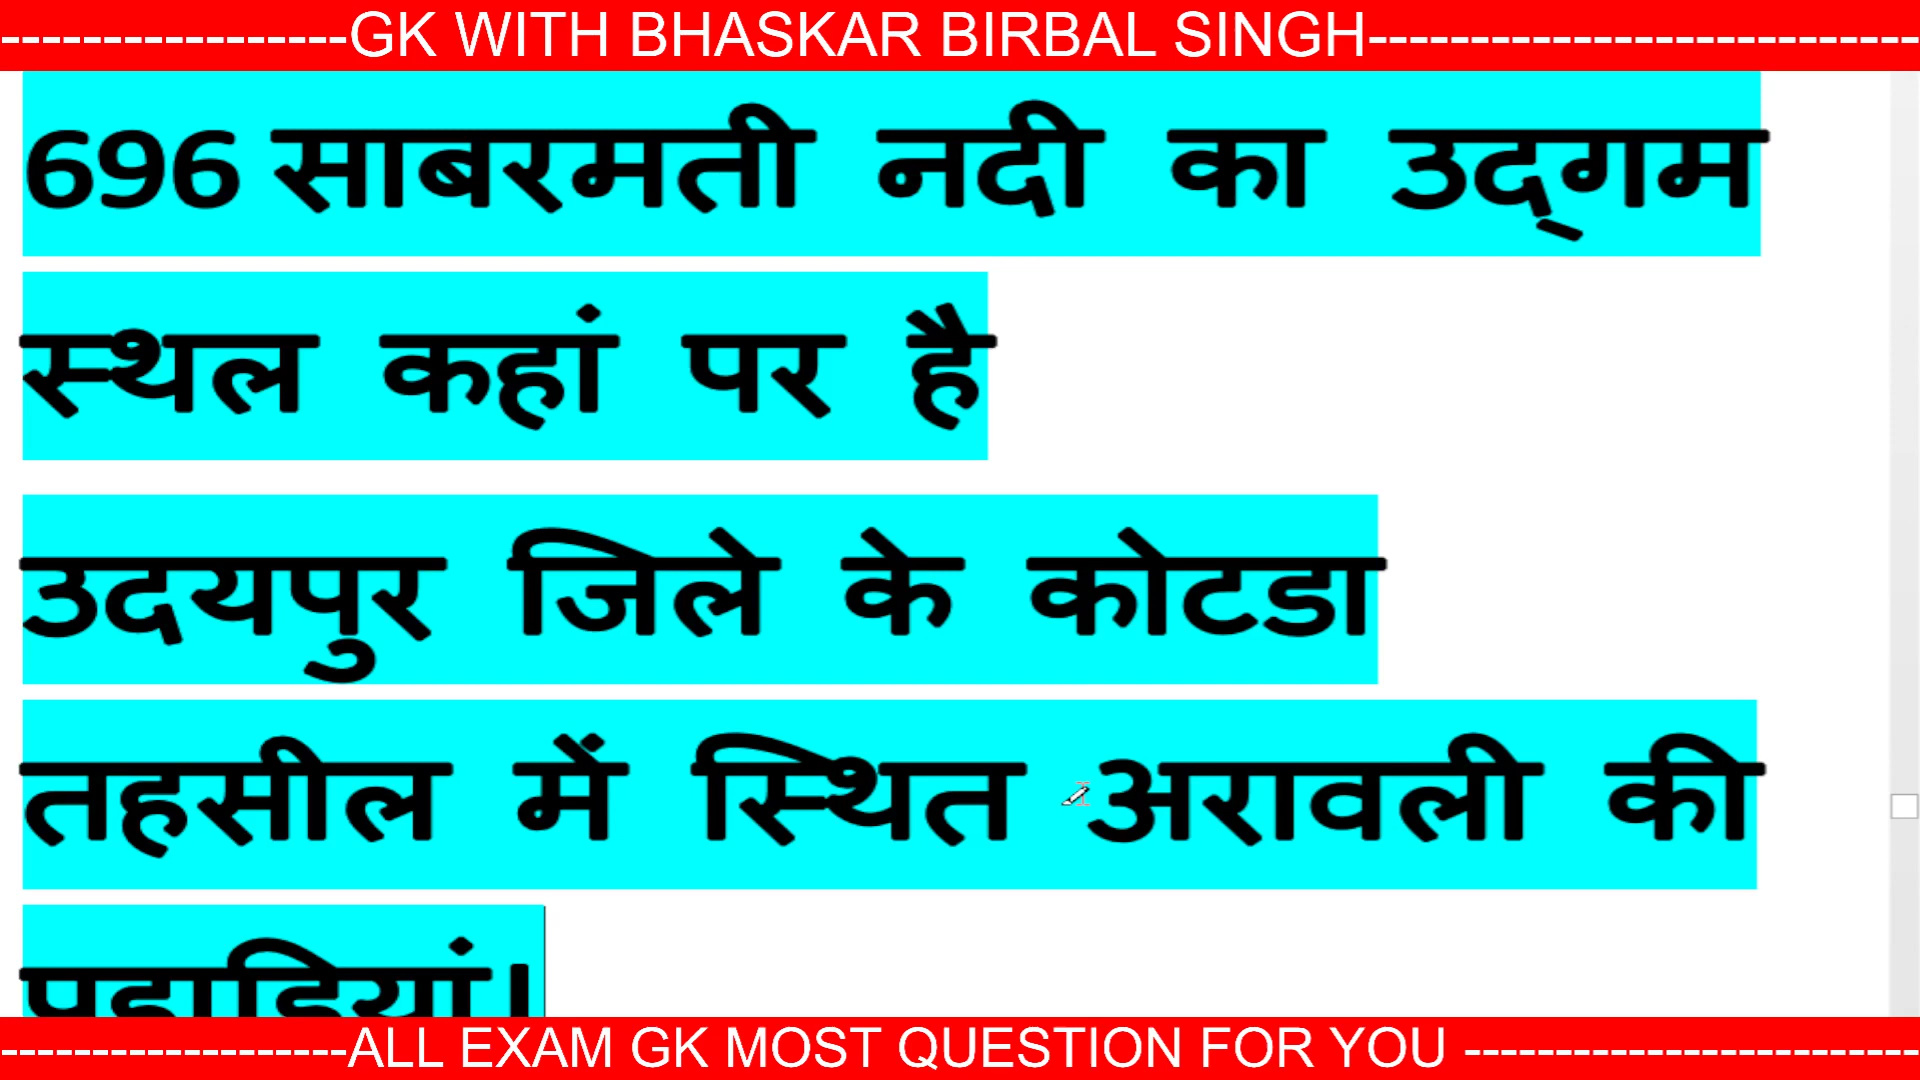 -----------------GK WITH BHASKAR BIRBAL SINGH---------------------------
696 साबरमती नदी का उद्‌गम
स्थल कहां पर है
उदयपुर जिले के कोटडा
तहसील में स्थित अरावली की
पहाडियां।
-----------------ALL EXAM GK MOST QUESTION FOR YOU ----------------------